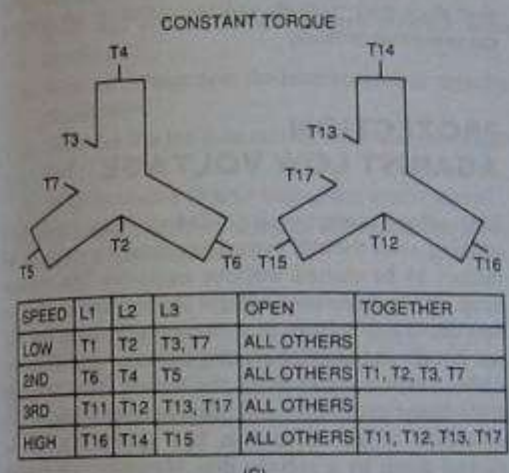 CONSTANT TORQUE
T4 T14
T3 T13
T7 T17
T2 T12
T5 T6 T15 T16
SPEED L1 L2 L3 OPEN TOGETHER
LOW T1 T2 T3, T7 ALL OTHERS
2ND T6 T4 T5 ALL OTHERS T1, T2, T3, T7
3RD T11 T12 T13, T17 ALL OTHERS
HIGH T16 T14 T15 ALL OTHERS T11, T12, T13, T17